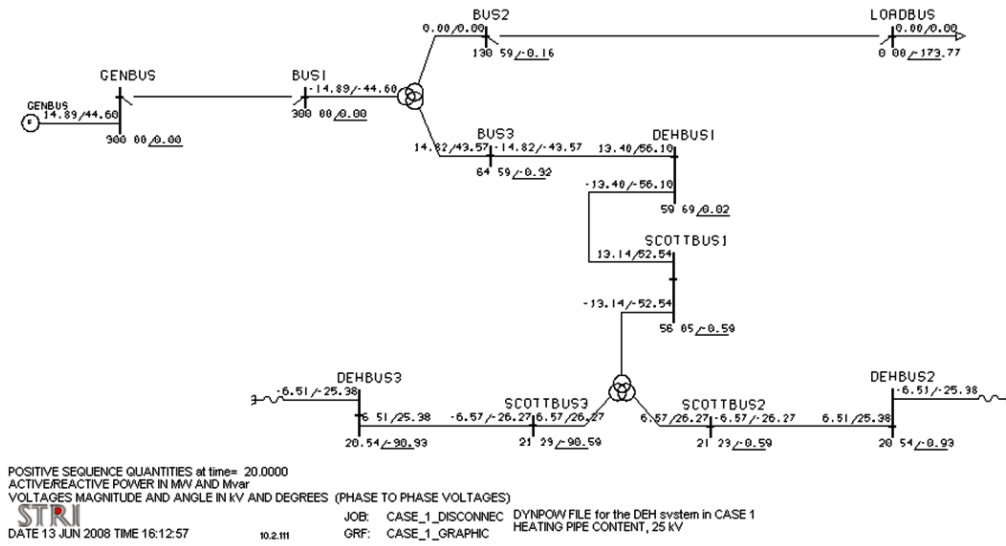 BUS2
LOADBUS
0.00/0.00
0.00/0.00
130 59/-0.16
0 00/-173.77
GENBUS
BUS1
-14.89/-44.60
GENBUS
14.89/44.60
300 00/0.00
300 00/0.00
BUS3
DEHBUS1
14.82/43.57
-14.82/-43.57
13.40/56.10
64 59/-0.32
-13.40/-56.10
59 69/0.02
SCOTTBUS1
13.14/52.54
-13.14/-52.54
56 05/-0.59
DEHBUS3
DEHBUS2
-6.51/-25.38
-6.51/-25.38
SCOTTBUS3
SCOTTBUS2
6 51/25.38
-6.57/-26.27
6.57/26.27
6.57/26.27
-6.57/-26.27
6.51/25.38
20.54/-90.93
21 29/-90.59
21 29/-0.59
20 54/-0.93
POSITIVE SEQUENCE QUANTITIES at time= 20.0000
ACTIVE/REACTIVE POWER IN MW AND Mvar
VOLTAGES MAGNITUDE AND ANGLE IN kV AND DEGREES (PHASE TO PHASE VOLTAGES)
STRI
JOB: CASE_1_DISCONNEC DYNPOW FILE for the DEH system in CASE 1
DATE 13 JUN 2008 TIME 16:12:57 10.2.111 GRF: CASE_1_GRAPHIC HEATING PIPE CONTENT, 25 kV